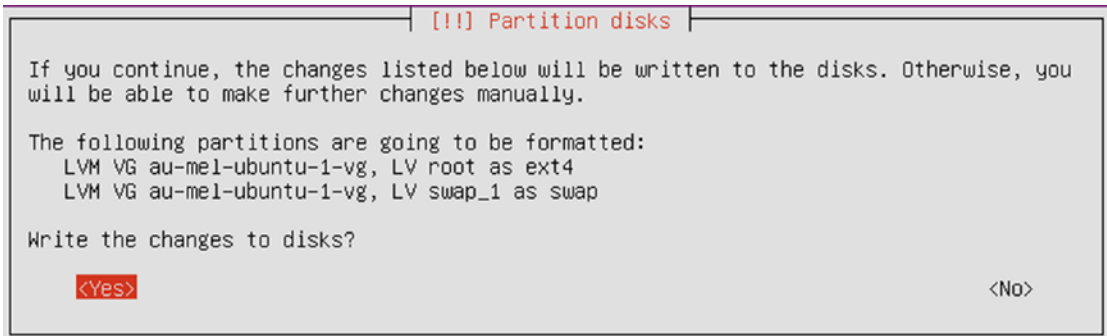 [!!] Partition disks
If you continue, the changes listed below will be written to the disks. Otherwise, you
will be able to make further changes manually.
The following partitions are going to be formatted:
LVM VG au-mel-ubuntu-1-vg, LV root as ext4
LVM VG au-mel-ubuntu-1-vg, LV swap_1 as swap
Write the changes to disks?
<Yes> <No>